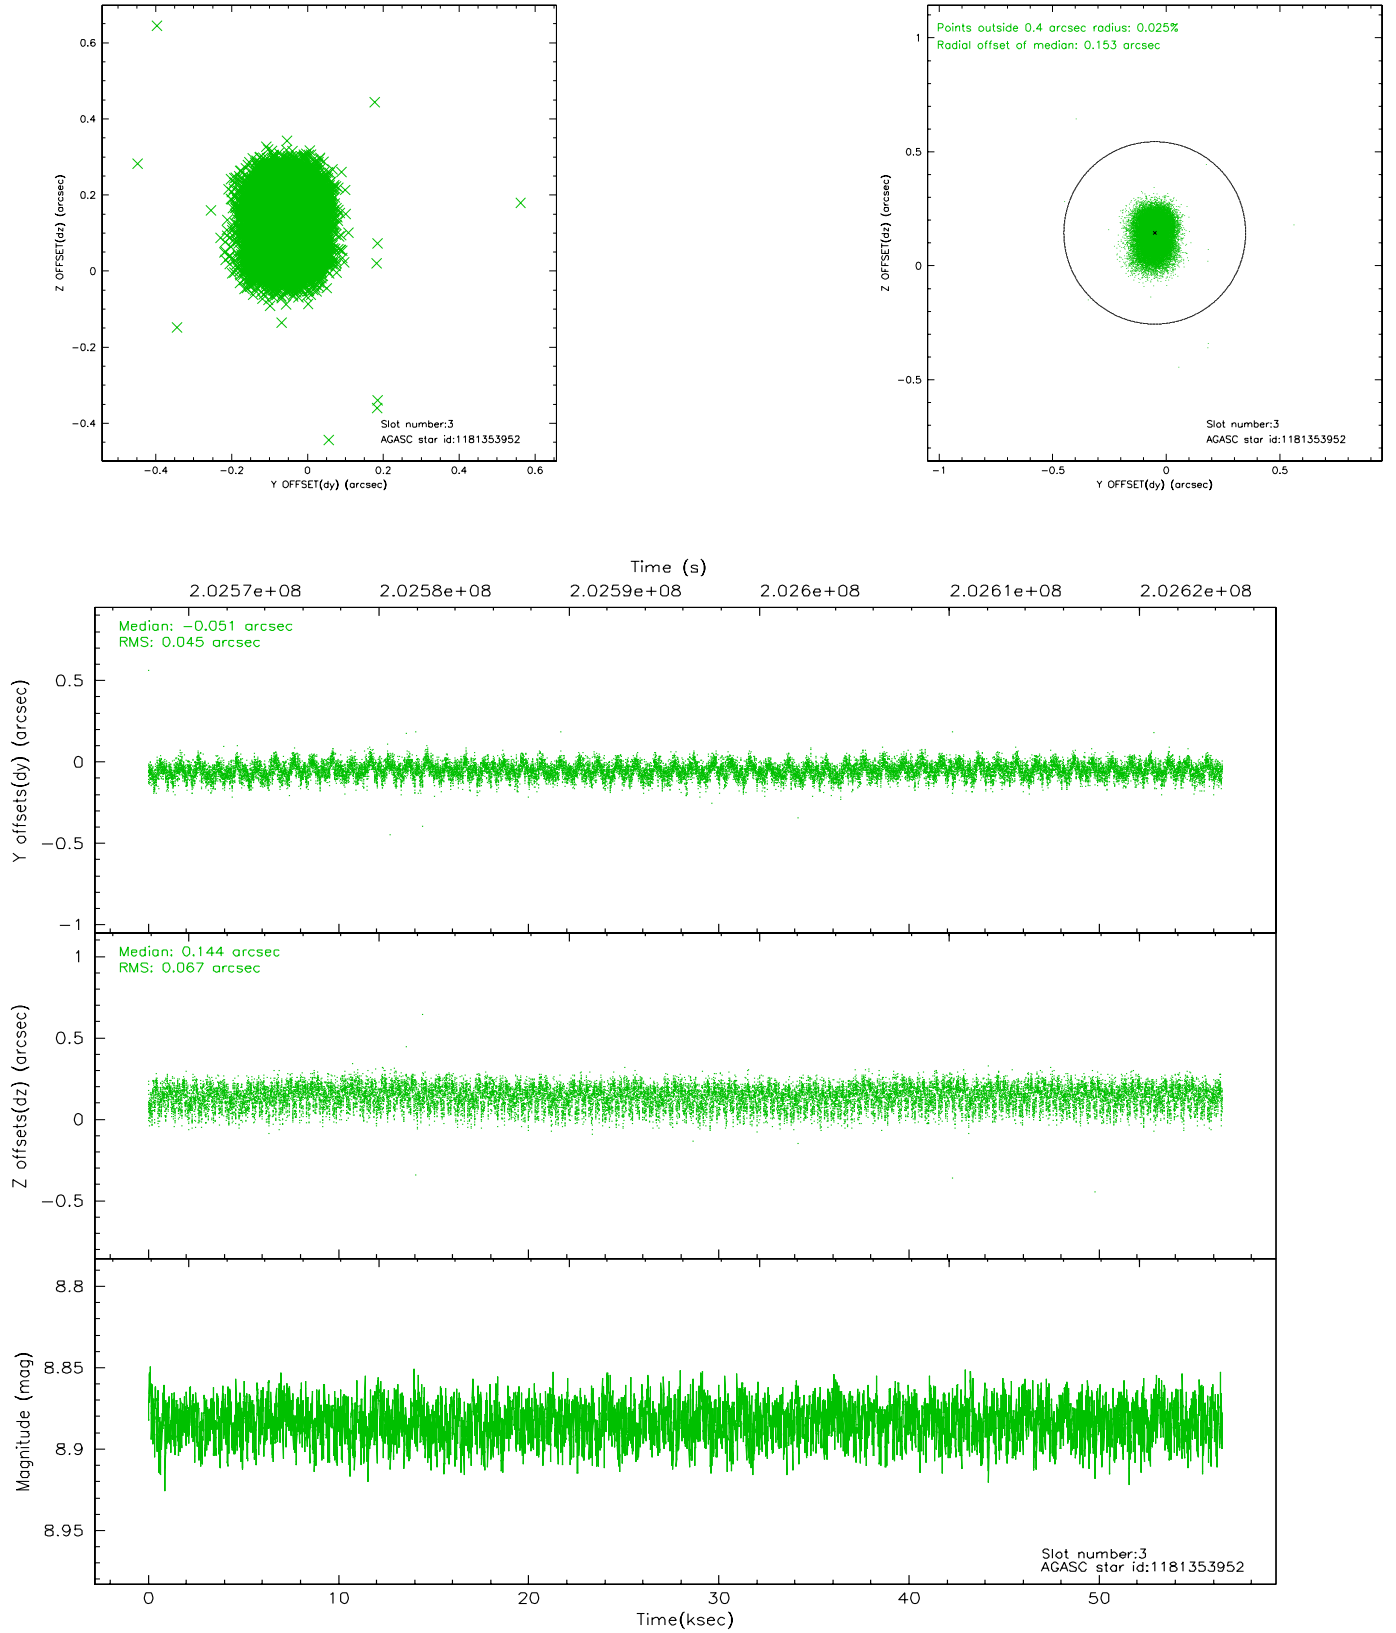 0.6
0.4
0.2
0
-0.2
-0.4
Z OFFSET(dz) (arcsec)
Slot number:3
AGASC star id:1181353952
-0.4 -0.2 0 0.2 0.4 0.6
Y OFFSET(dy) (arcsec)
Points outside 0.4 arcsec radius: 0.025%
Radial offset of median: 0.153 arcsec
1
0.5
0
-0.5
Z OFFSET(dz) (arcsec)
Slot number:3
AGASC star id:1181353952
-1 -0.5 0 0.5
Y OFFSET(dy) (arcsec)
Time (s)
2.0257e+08 2.0258e+08 2.0259e+08 2.026e+08 2.0261e+08 2.0262e+08
Median: -0.051 arcsec
RMS: 0.045 arcsec
0.5
0
-0.5
-1
Y offsets(dy) (arcsec)
Median: 0.144 arcsec
RMS: 0.067 arcsec
1
0.5
0
-0.5
Z offsets(dz) (arcsec)
8.8
8.85
8.9
8.95
Magnitude (mag)
Slot number:3
AGASC star id:1181353952
0 10 20 30 40 50
Time(ksec)